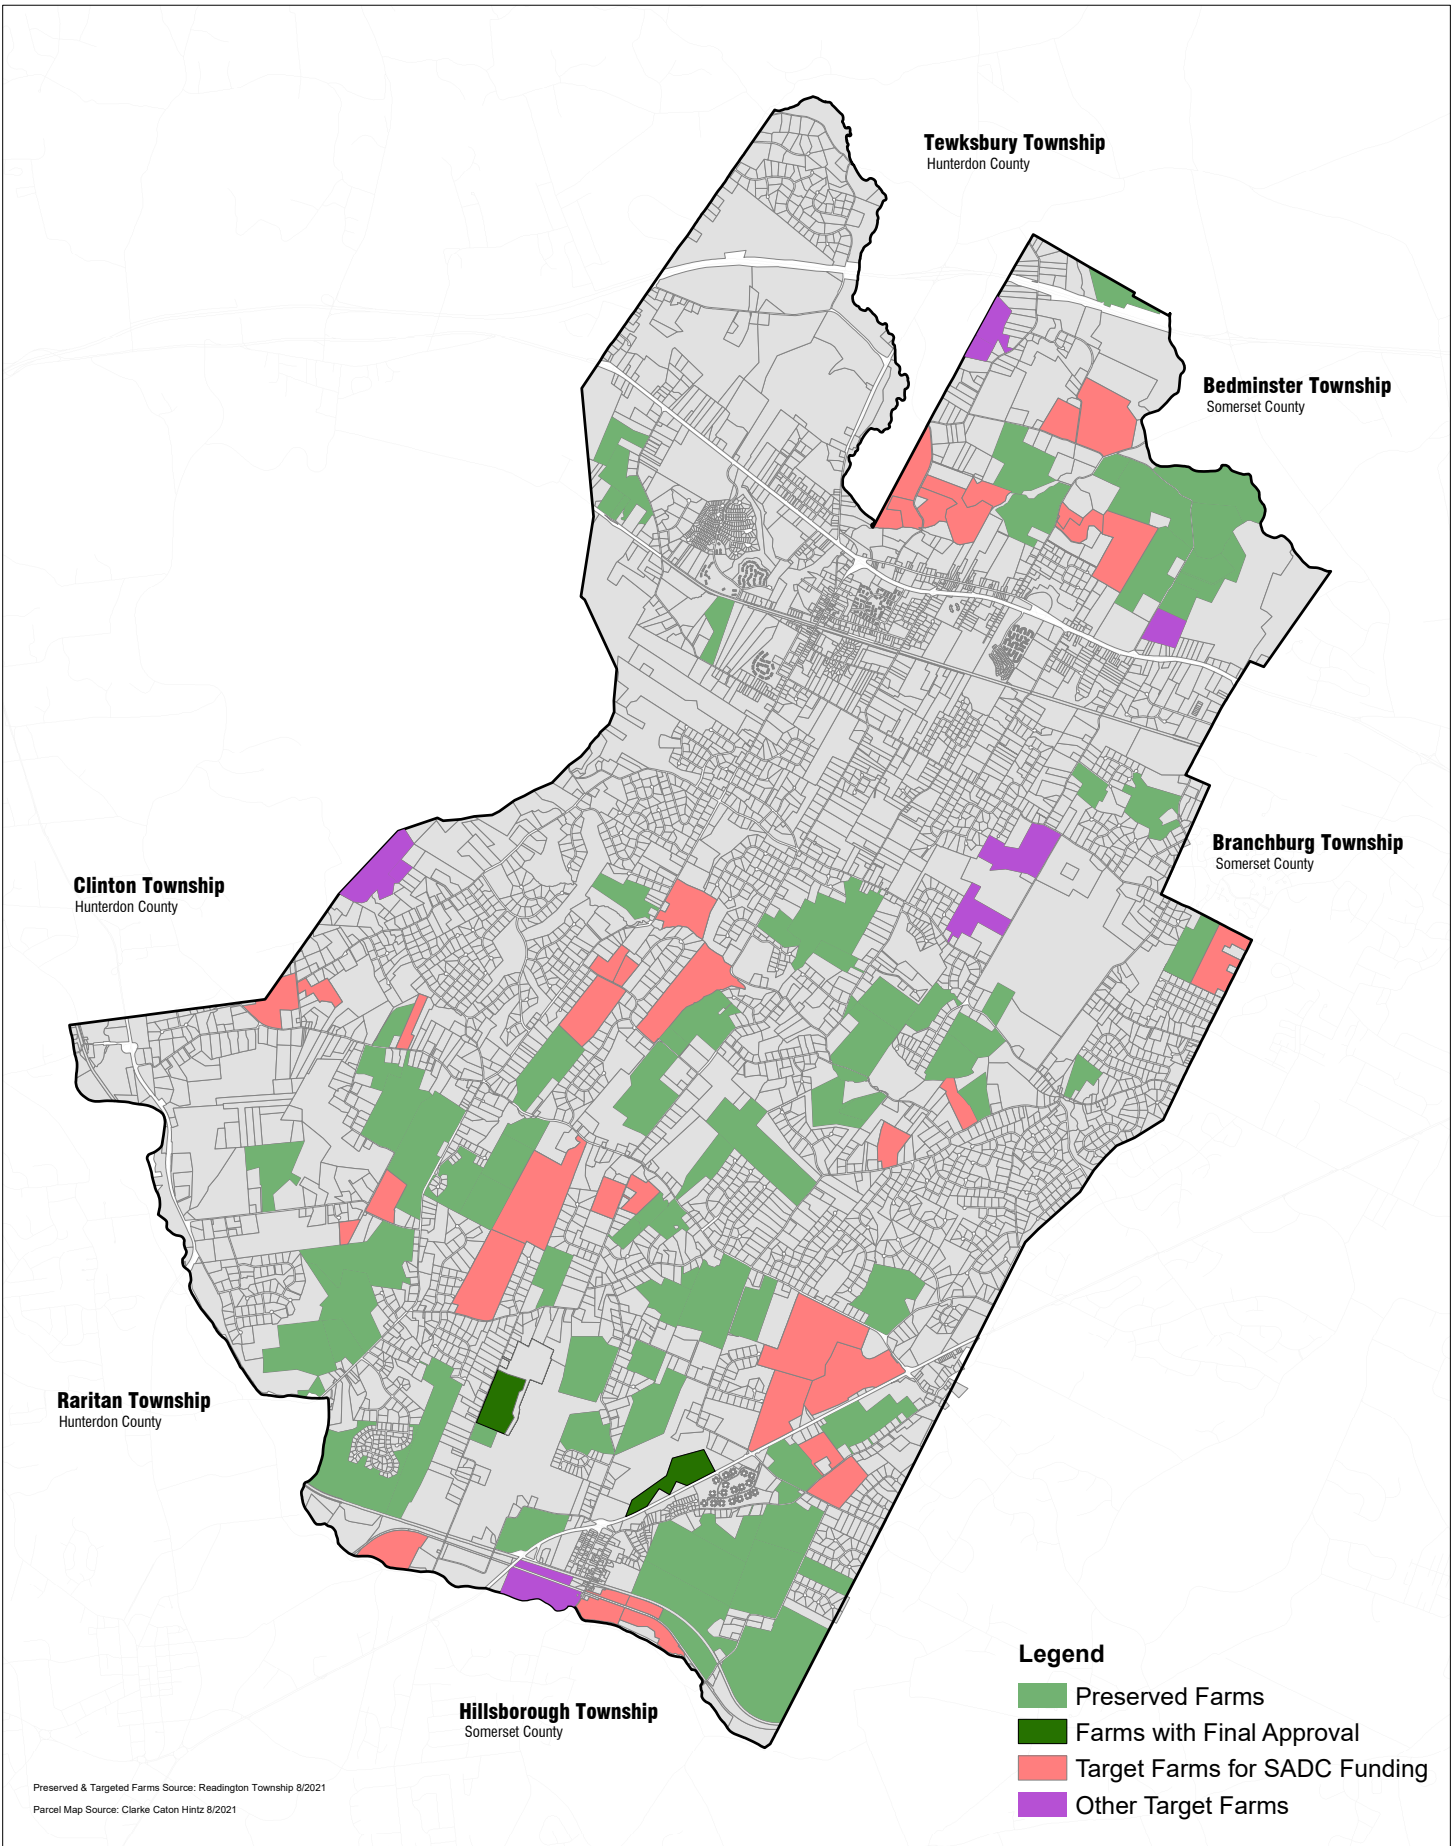 Tewksbury Township
Hunterdon County
Bedminster Township
Somerset County
Branchburg Township
Somerset County
Clinton Township
Hunterdon County
Raritan Township
Hunterdon County
Hillsborough Township
Somerset County
Legend
Preserved Farms
Farms with Final Approval
Target Farms for SADC Funding
Other Target Farms
Preserved & Targeted Farms Source: Readington Township 8/2021
Parcel Map Source: Clarke Caton Hintz 8/2021